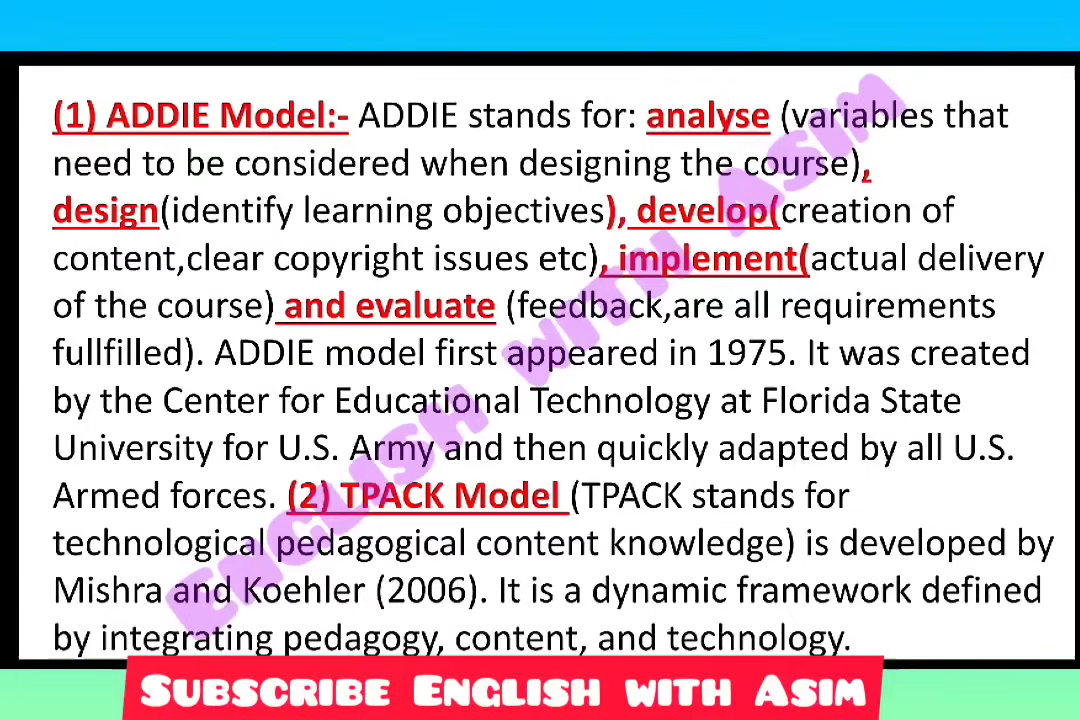 (1) ADDIE Model:- ADDIE stands for: analyse (variables that
need to be considered when designing the course),
design(identify learning objectives), develop(creation of
content,clear copyright issues etc), implement(actual delivery
of the course) and evaluate (feedback,are all requirements
fullfilled). ADDIE model first appeared in 1975. It was created
by the Center for Educational Technology at Florida State
University for U.S. Army and then quickly adapted by all U.S.
Armed forces. (2) TPACK Model (TPACK stands for
technological pedagogical content knowledge) is developed by
Mishra and Koehler (2006). It is a dynamic framework defined
by integrating pedagogy, content, and technology.
English with Asim
Subscribe English with Asim